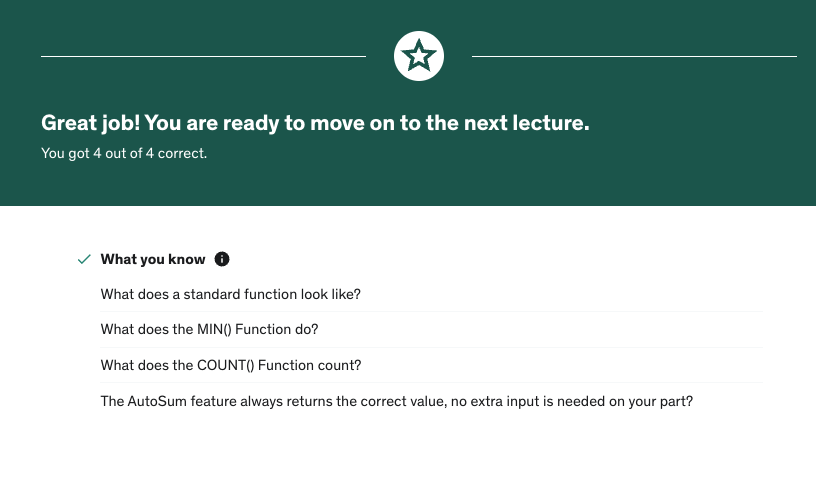 Great job! You are ready to move on to the next lecture.
You got 4 out of 4 correct.
What you know
What does a standard function look like?
What does the MIN() Function do?
What does the COUNT() Function count?
The AutoSum feature always returns the correct value, no extra input is needed on your part?